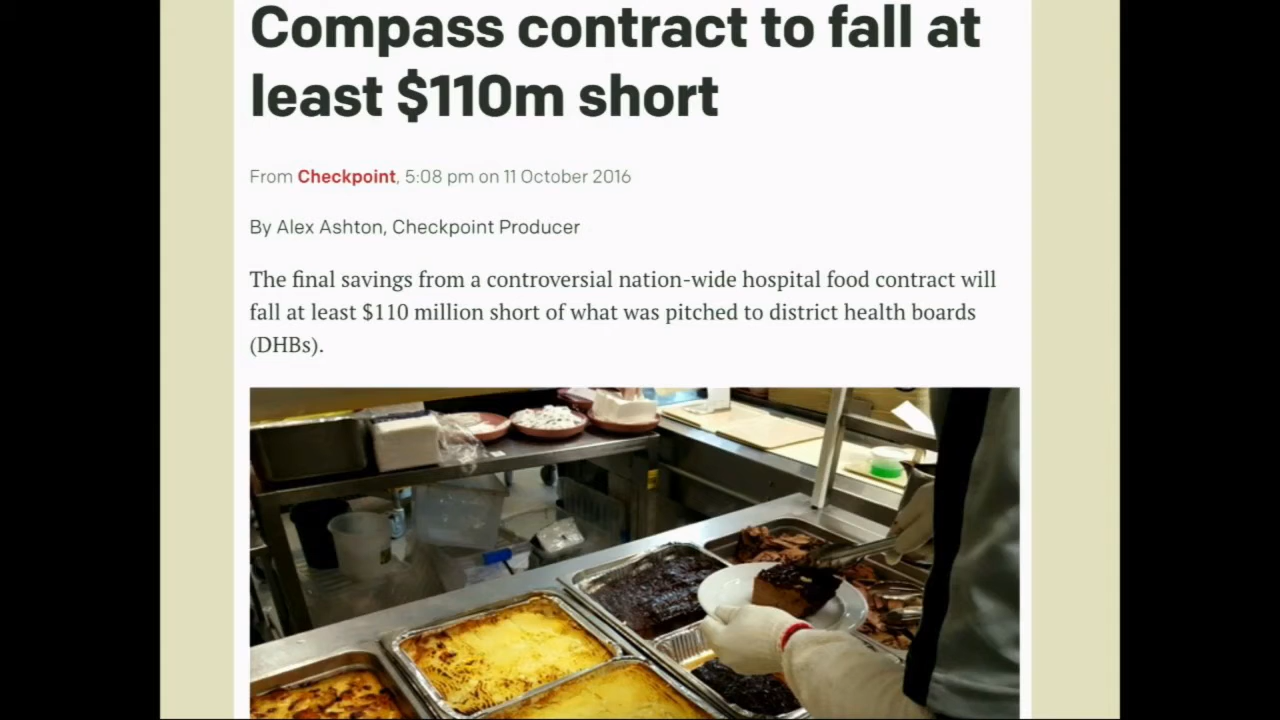 Compass contract to fall at
least $110m short
From Checkpoint, 5:08 pm on 11 October 2016
By Alex Ashton, Checkpoint Producer
The final savings from a controversial nation-wide hospital food contract will
fall at least $110 million short of what was pitched to district health boards
(DHBs).